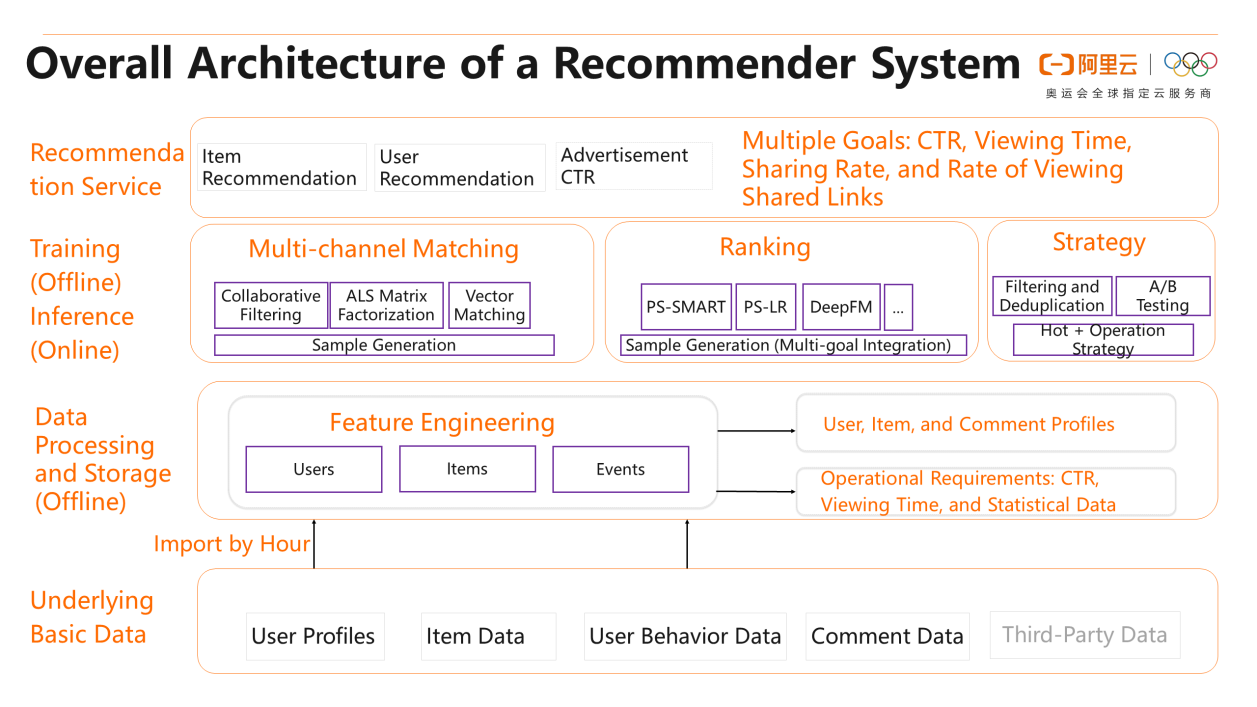 Overall Architecture of a Recommender System
阿里云
奥运会全球指定云服务商
Recommenda
tion Service
Item
Recommendation
User
Recommendation
Advertisement
CTR
Multiple Goals: CTR, Viewing Time,
Sharing Rate, and Rate of Viewing
Shared Links
Training
(Offline)
Inference
(Online)
Multi-channel Matching
Collaborative
Filtering
ALS Matrix
Factorization
Vector
Matching
Sample Generation
Ranking
PS-SMART
PS-LR
DeepFM
...
Sample Generation (Multi-goal Integration)
Strategy
Filtering and
Deduplication
A/B
Testing
Hot + Operation
Strategy
Data
Processing
and Storage
(Offline)
Feature Engineering
Users
Items
Events
User, Item, and Comment Profiles
Operational Requirements: CTR,
Viewing Time, and Statistical Data
Import by Hour
Underlying
Basic Data
User Profiles
Item Data
User Behavior Data
Comment Data
Third-Party Data